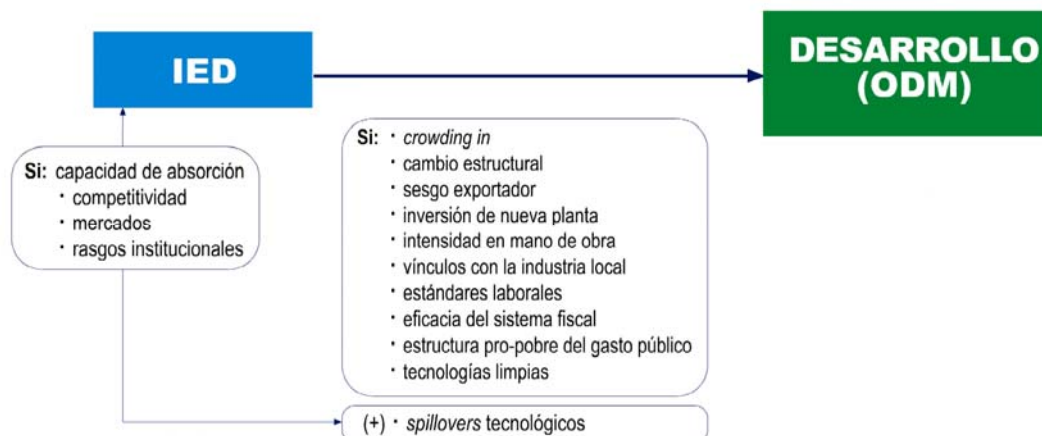 IED
DESARROLLO
(ODM)
Si: capacidad de absorción
· competitividad
· mercados
· rasgos institucionales
Si: · crowding in
· cambio estructural
· sesgo exportador
· inversión de nueva planta
· intensidad en mano de obra
· vínculos con la industria local
· estándares laborales
· eficacia del sistema fiscal
· estructura pro-pobre del gasto público
· tecnologías limpias
(+) · spillovers tecnológicos